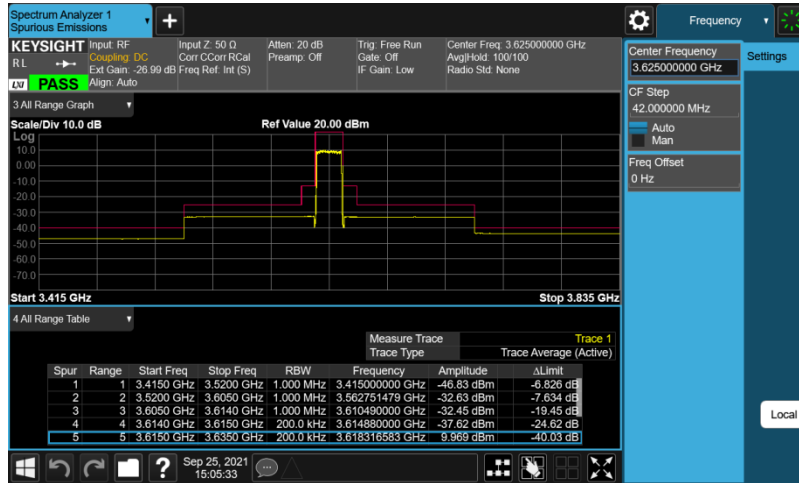 Spectrum Analyzer 1
Spurious Emissions
+
Frequency
KEYSIGHT
RL
LXI PASS
Input: RF
Coupling: DC
Ext Gain: -26.99 dB
Align: Auto
Input Z: 50 Ω
Corr CCorr RCal
Freq Ref: Int (S)
Atten: 20 dB
Preamp: Off
Trig: Free Run
Gate: Off
IF Gain: Low
Center Freq: 3.625000000 GHz
Avg|Hold: 100/100
Radio Std: None
Center Frequency
3.625000000 GHz
Settings
CF Step
42.000000 MHz
Auto
Man
Freq Offset
0 Hz
3 All Range Graph
Scale/Div 10.0 dB
Ref Value 20.00 dBm
Log
10.0
0.00
-10.0
-20.0
-30.0
-40.0
-50.0
-60.0
-70.0
Start 3.415 GHz
Stop 3.835 GHz
4 All Range Table
Measure Trace Trace 1
Trace Type Trace Average (Active)
Spur Range Start Freq Stop Freq RBW Frequency Amplitude ΔLimit
1 1 3.4150 GHz 3.5200 GHz 1.000 MHz 3.415000000 GHz -46.83 dBm -6.826 dB
2 2 3.5200 GHz 3.6050 GHz 1.000 MHz 3.562751479 GHz -32.63 dBm -7.634 dB
3 3 3.6050 GHz 3.6140 GHz 1.000 MHz 3.610490000 GHz -32.45 dBm -19.45 dB
4 4 3.6140 GHz 3.6150 GHz 200.0 kHz 3.614880000 GHz -37.62 dBm -24.62 dB
5 5 3.6150 GHz 3.6350 GHz 200.0 kHz 3.618316583 GHz 9.969 dBm -40.03 dB
Local
?
Sep 25, 2021
15:05:33